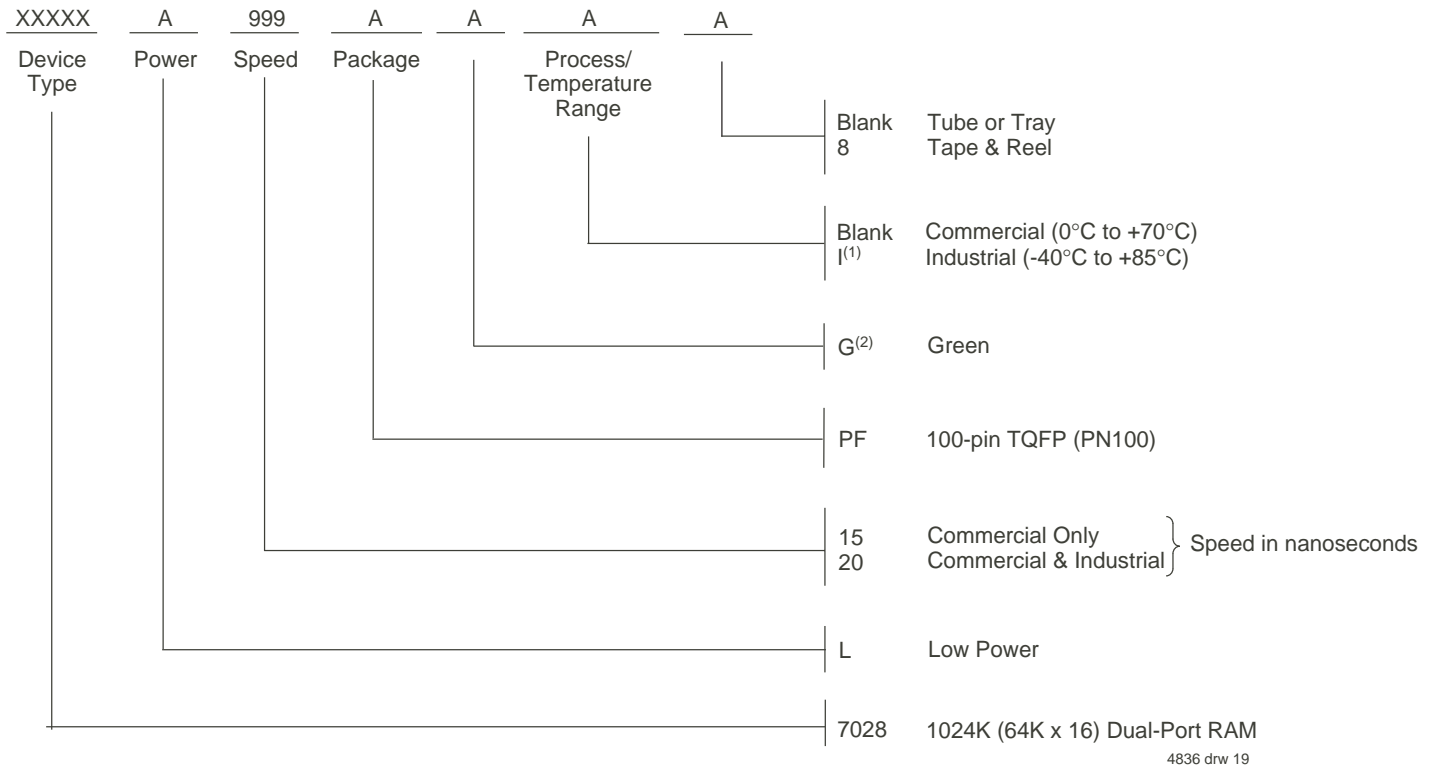 XXXXX A 999 A A A A
Device Type Power Speed Package Process/ Temperature Range
Blank Tube or Tray
8 Tape & Reel
Blank Commercial (0°C to +70°C)
I(1) Industrial (-40°C to +85°C)
G(2) Green
PF 100-pin TQFP (PN100)
15 Commercial Only
20 Commercial & Industrial
Speed in nanoseconds
L Low Power
7028 1024K (64K x 16) Dual-Port RAM
4836 drw 19